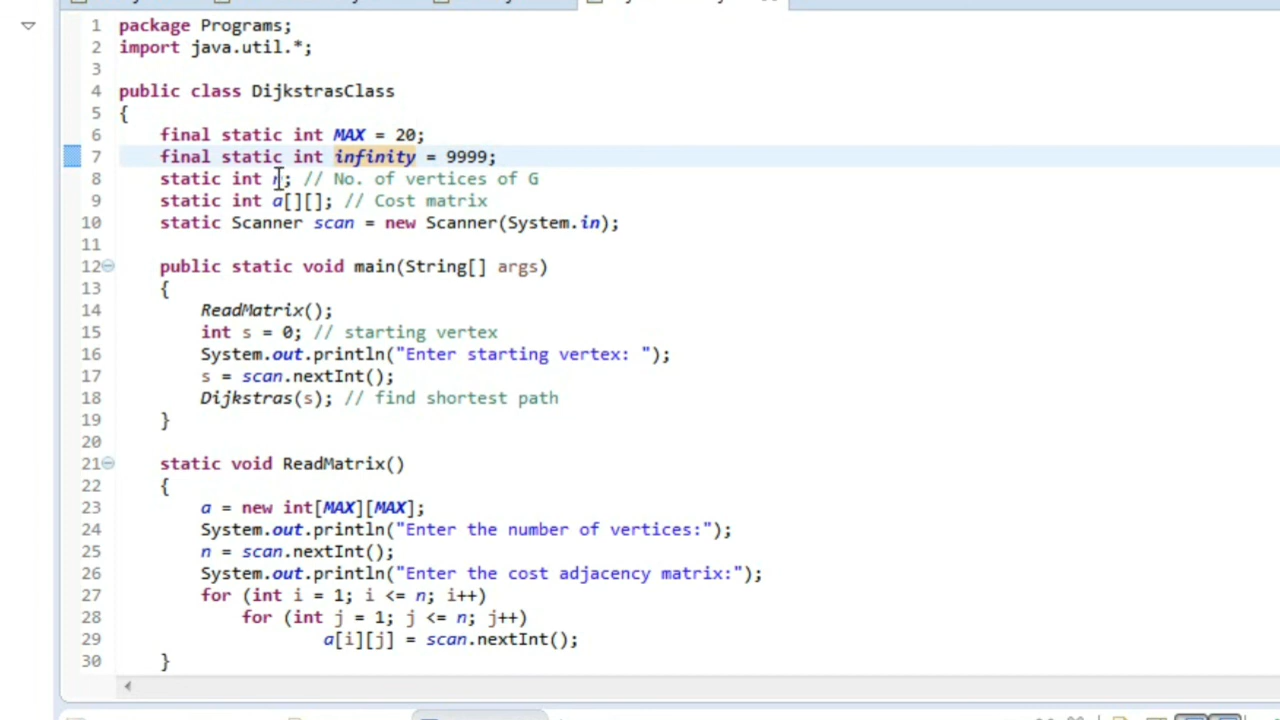 1 package Programs;
2 import java.util.*;
3
4 public class DijkstrasClass
5 {
6 final static int MAX = 20;
7 final static int infinity = 9999;
8 static int n; // No. of vertices of G
9 static int a[][]; // Cost matrix
10 static Scanner scan = new Scanner(System.in);
11
12 public static void main(String[] args)
13 {
14 ReadMatrix();
15 int s = 0; // starting vertex
16 System.out.println("Enter starting vertex: ");
17 s = scan.nextInt();
18 Dijkstras(s); // find shortest path
19 }
20
21 static void ReadMatrix()
22 {
23 a = new int[MAX][MAX];
24 System.out.println("Enter the number of vertices:");
25 n = scan.nextInt();
26 System.out.println("Enter the cost adjacency matrix:");
27 for (int i = 1; i <= n; i++)
28 for (int j = 1; j <= n; j++)
29 a[i][j] = scan.nextInt();
30 }